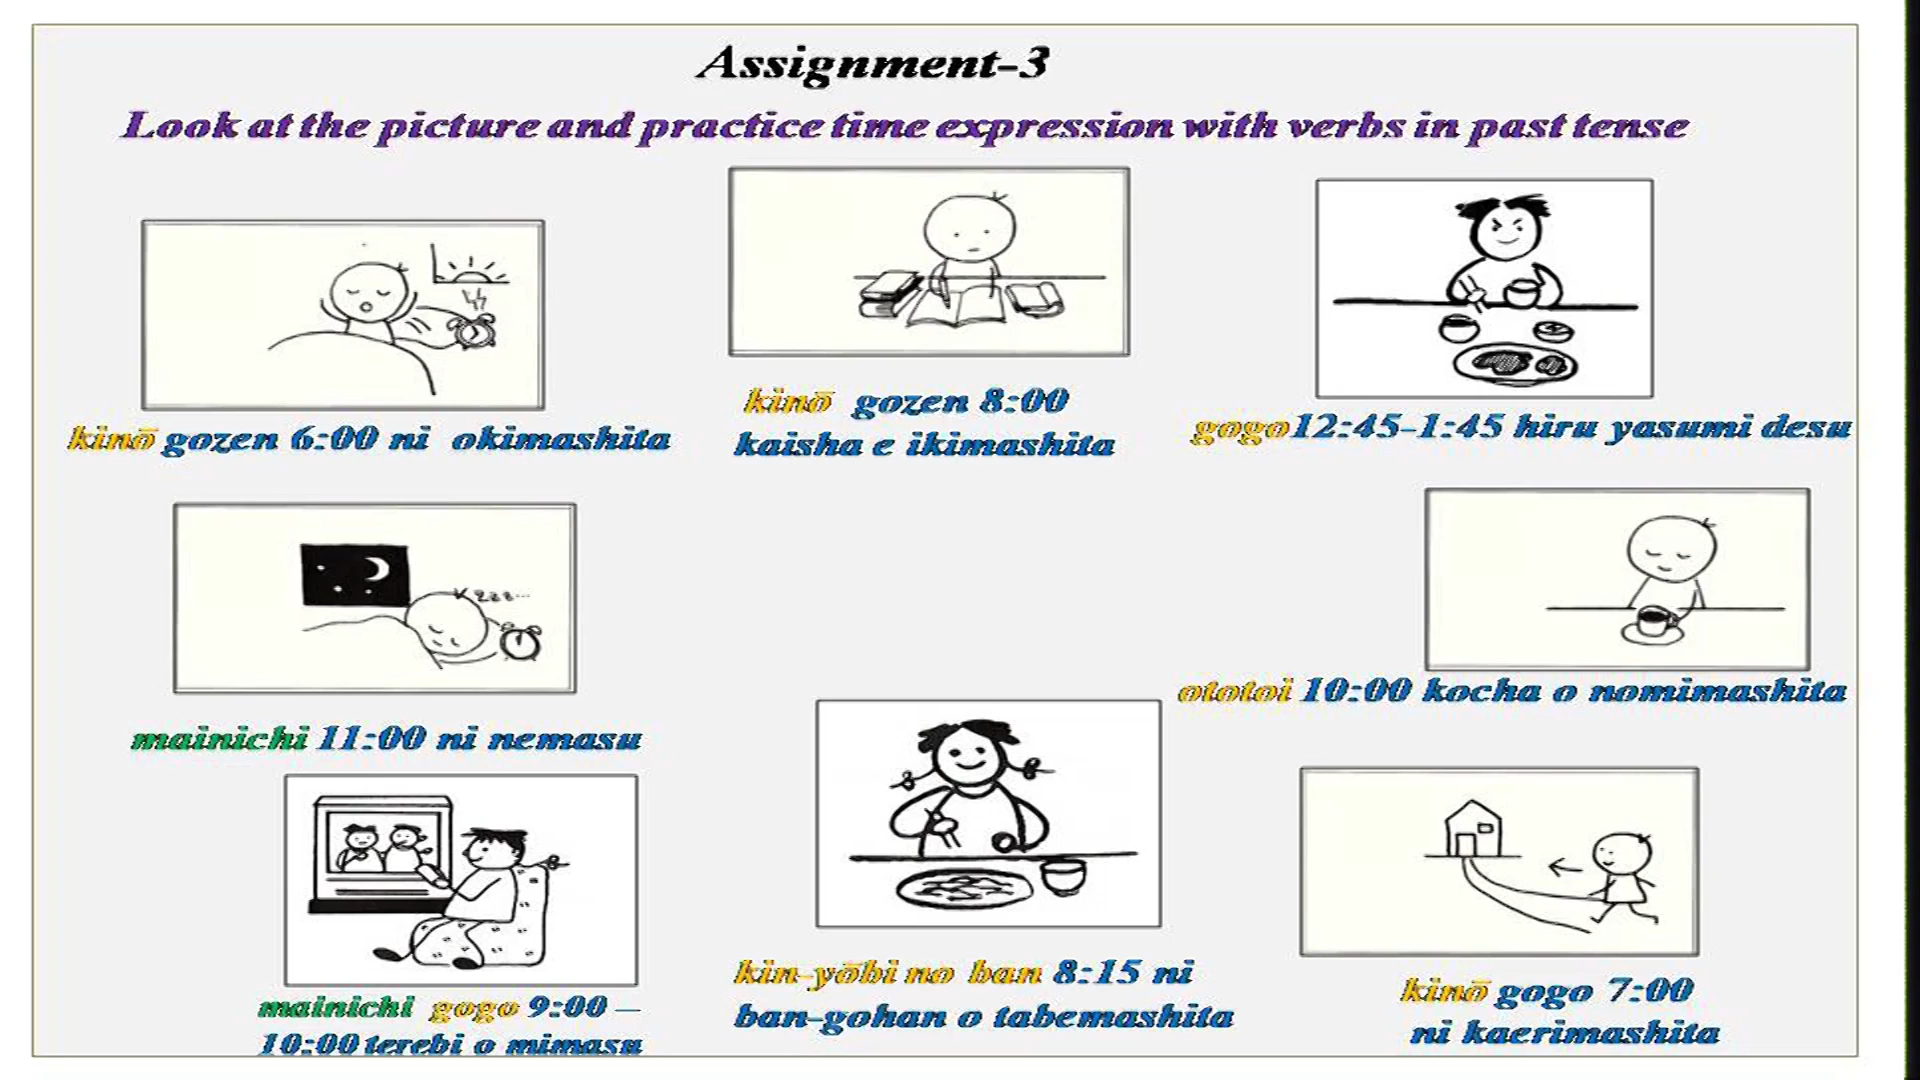 Assignment-3
Look at the picture and practice time expression with verbs in past tense
kinō gozen 6:00 ni okimashita
kinō gozen 8:00
kaisha e ikimashita
gogo 12:45-1:45 hiru yasumi desu
zzz...
mainichi 11:00 ni nemasu
ototoi 10:00 kocha o nomimashita
mainichi gogo 9:00 –
10:00 terebi o mimasu
kin-yōbi no ban 8:15 ni
ban-gohan o tabemashita
kinō gogo 7:00
ni kaerimashita